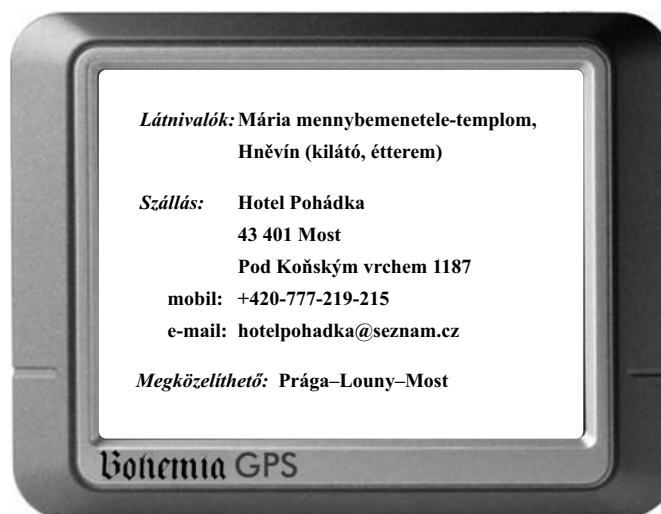 Látnivalók: Mária mennybemenetele-templom,
Hněvín (kilátó, étterem)
Szállás: Hotel Pohádka
43 401 Most
Pod Koňským vrchem 1187
mobil: +420-777-219-215
e-mail: hotelpohadka@seznam.cz
Megközelíthető: Prága–Louny–Most
Bohemia GPS